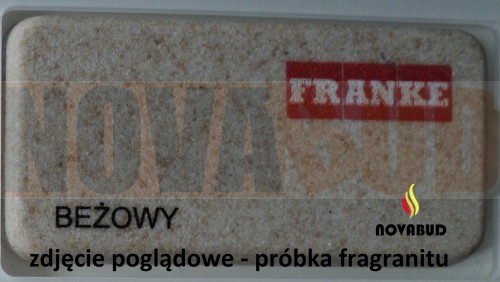 FRANKE
NOVABUD
BEŻOWY
NOVABUD
zdjęcie poglądowe - próbka fragranitu